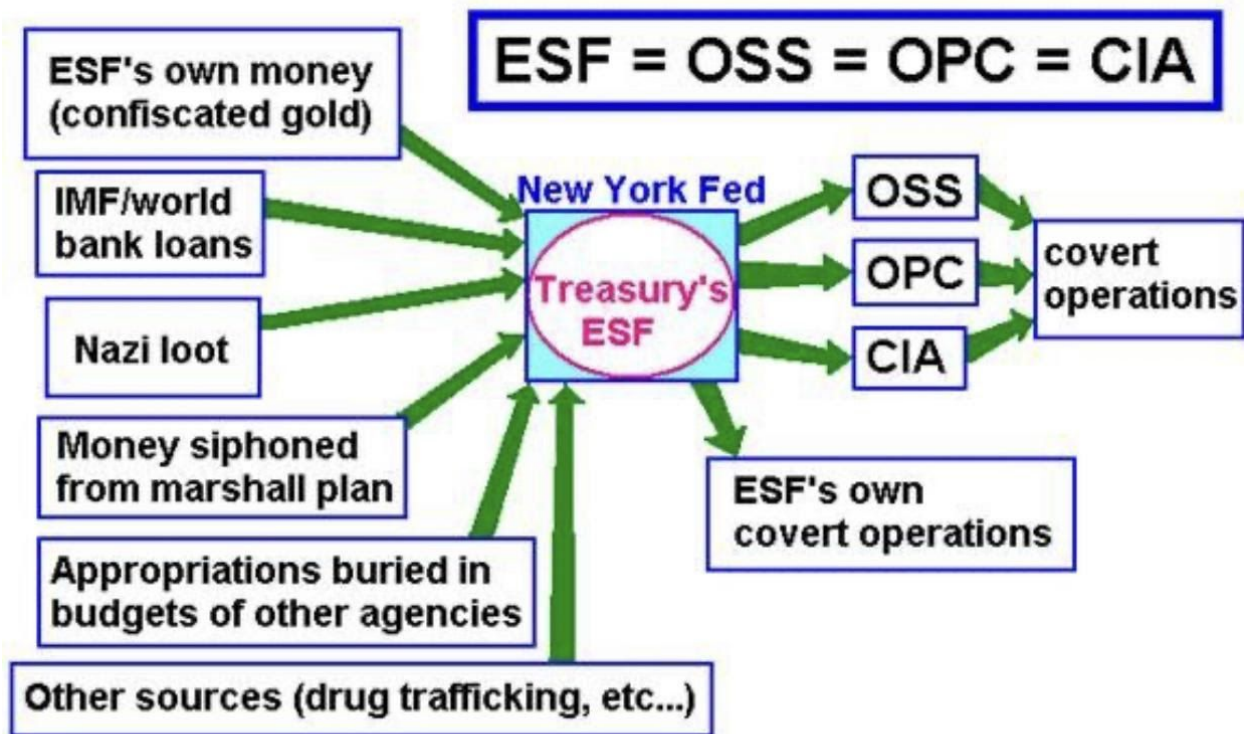 ESF = OSS = OPC = CIA
ESF's own money
(confiscated gold)
IMF/world
bank loans
Nazi loot
Money siphoned
from marshall plan
Appropriations buried in
budgets of other agencies
Other sources (drug trafficking, etc...)
New York Fed
Treasury's
ESF
OSS
OPC
CIA
covert
operations
ESF's own
covert operations